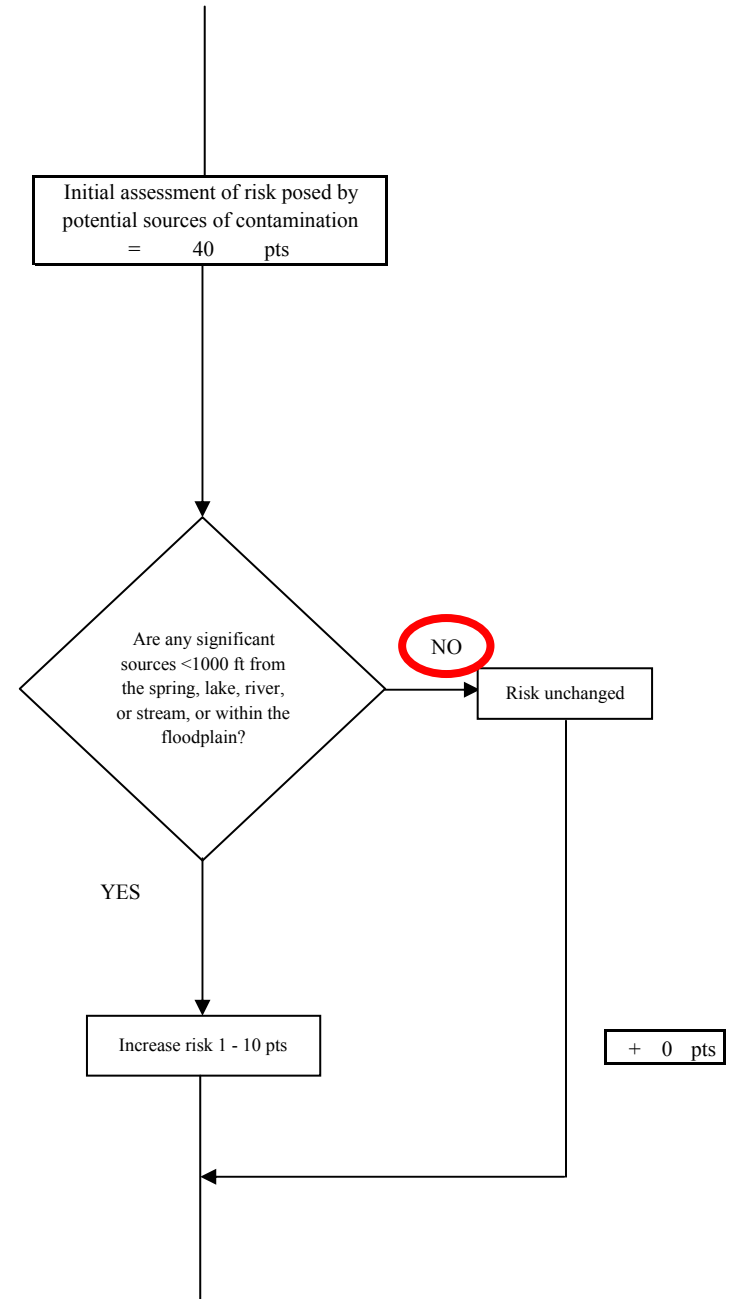 Initial assessment of risk posed by
potential sources of contamination
= 40 pts
Are any significant
sources <1000 ft from
the spring, lake, river,
or stream, or within the
floodplain?
NO
Risk unchanged
YES
Increase risk 1 - 10 pts
+ 0 pts